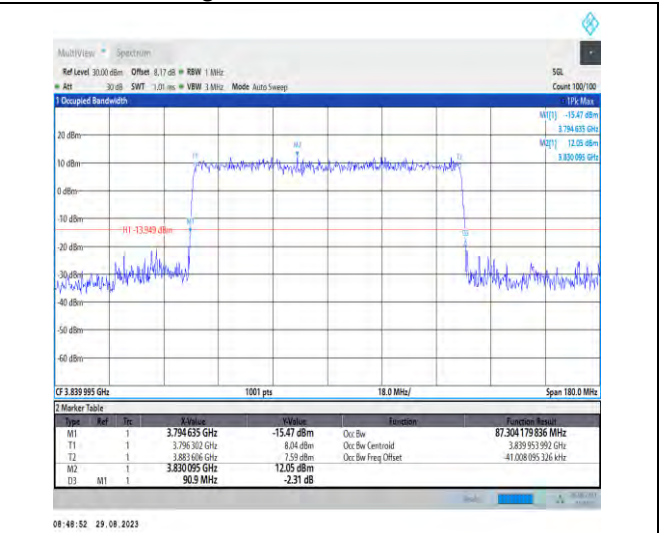 MultiView Spectrum
Ref Level 30.00 dBm Offset 8.17 dB RBW 1 MHz SGL
Att 30 dB SWT 1.01 ms VBW 3 MHz Mode Auto Sweep Count 100/100
1 Occupied Bandwidth 1Pk Max
M1[1] -15.47 dBm
3.794 635 GHz
M2[1] 12.05 dBm
3.830 095 GHz
20 dBm
M2
T1 T2
10 dBm
0 dBm
-10 dBm
M1
H1 -13.949 dBm
D3
-20 dBm
-30 dBm
-40 dBm
-50 dBm
-60 dBm
CF 3.839 995 GHz 1001 pts 18.0 MHz/ Span 180.0 MHz
2 Marker Table
Type Ref Trc X-Value Y-Value Function Function Result
M1 1 3.794 635 GHz -15.47 dBm Occ Bw 87.304 179 836 MHz
T1 1 3.796 302 GHz 8.04 dBm Occ Bw Centroid 3.839 953 992 GHz
T2 1 3.883 606 GHz 7.59 dBm Occ Bw Freq Offset -41.008 095 326 kHz
M2 1 3.830 095 GHz 12.05 dBm
D3 M1 1 90.9 MHz -2.31 dB
08:48:52 29.08.2023